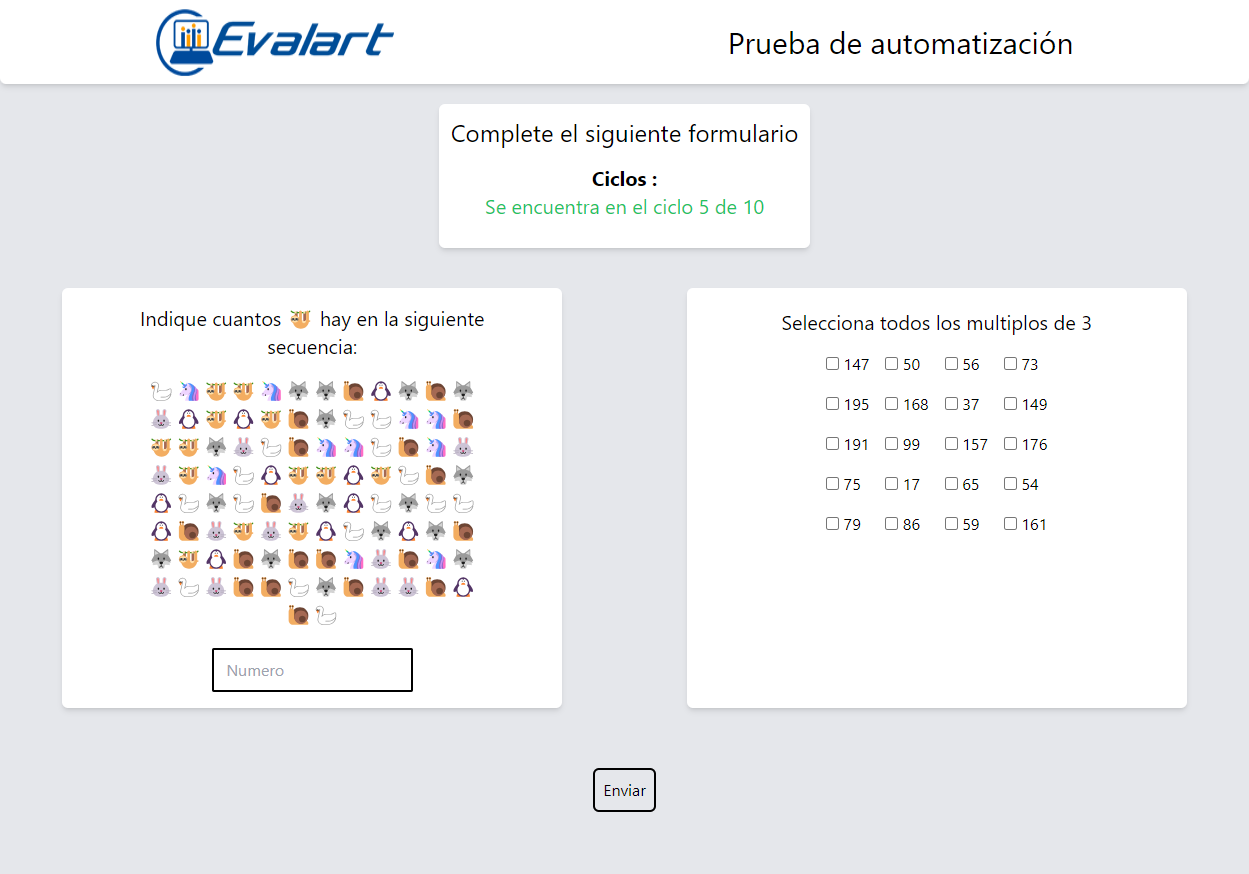 Evalart
Prueba de automatización
Complete el siguiente formulario
Ciclos :
Se encuentra en el ciclo 5 de 10
Indique cuantos 🦥 hay en la siguiente
secuencia:
Numero
Selecciona todos los multiplos de 3
147 50 56 73
195 168 37 149
191 99 157 176
75 17 65 54
79 86 59 161
Enviar